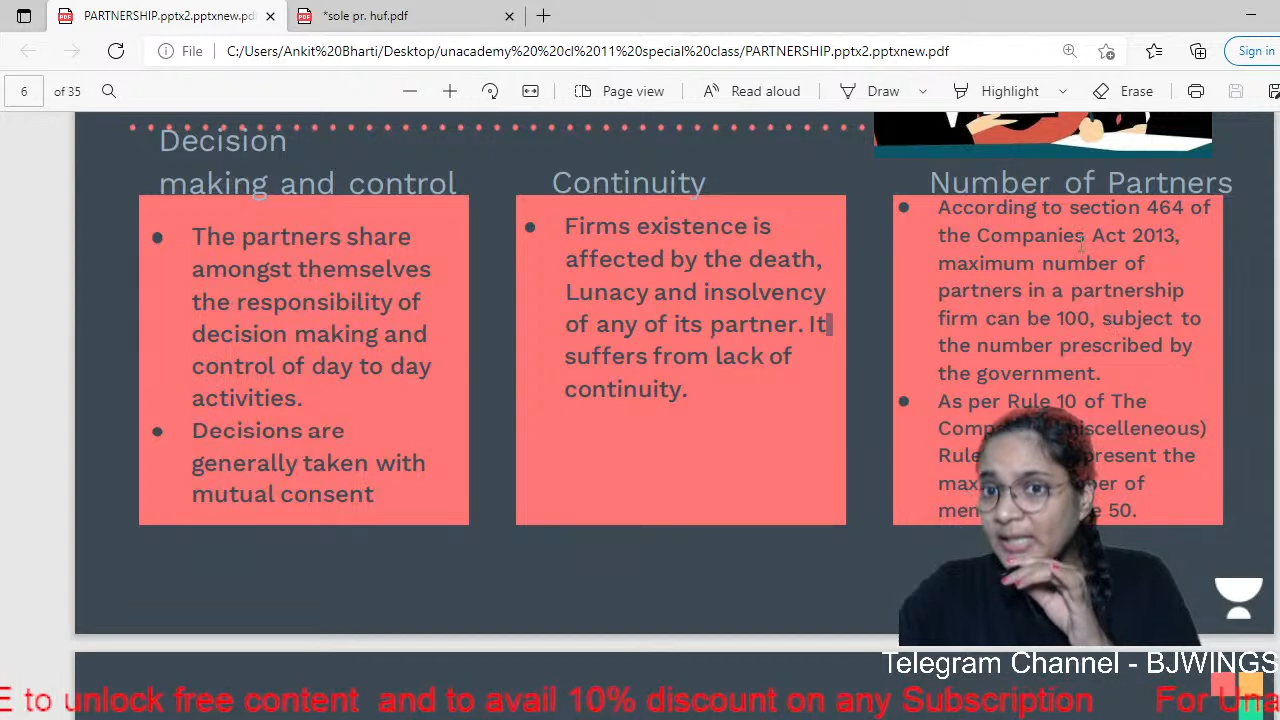 PARTNERSHIP.pptx2.pptxnew.pdf
*sole pr. huf.pdf
File C:/Users/Ankit%20Bharti/Desktop/unacademy%20%20cl%2011%20special%20class/PARTNERSHIP.pptx2.pptxnew.pdf
Sign in
6 of 35
Page view
Read aloud
Draw
Highlight
Erase
Decision
making and control
The partners share
amongst themselves
the responsibility of
decision making and
control of day to day
activities.
Decisions are
generally taken with
mutual consent
Continuity
Firms existence is
affected by the death,
Lunacy and insolvency
of any of its partner. It
suffers from lack of
continuity.
Number of Partners
According to section 464 of
the Companies Act 2013,
maximum number of
partners in a partnership
firm can be 100, subject to
the number prescribed by
the government.
As per Rule 10 of The
present the
of
50.
Telegram Channel - BJWINGS
E to unlock free content and to avail 10% discount on any Subscription For Una